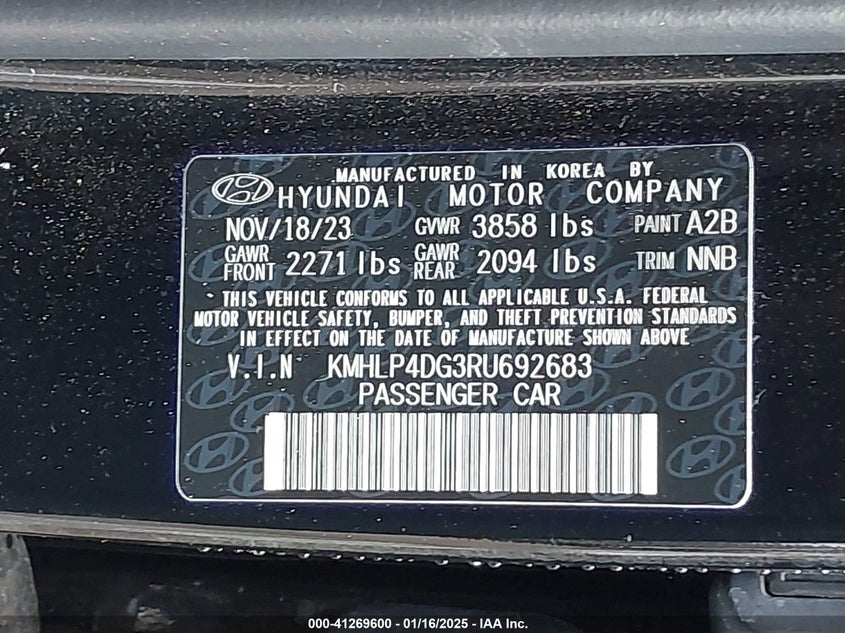 MANUFACTURED IN KOREA BY
HYUNDAI MOTOR COMPANY
NOV/18/23 GVWR 3858 lbs PAINT A2B
GAWR FRONT 2271 lbs GAWR REAR 2094 lbs TRIM NNB
THIS VEHICLE CONFORMS TO ALL APPLICABLE U.S.A. FEDERAL
MOTOR VEHICLE SAFETY, BUMPER, AND THEFT PREVENTION STANDARDS
IN EFFECT ON THE DATE OF MANUFACTURE SHOWN ABOVE
V.I.N KMHLP4DG3RU692683
PASSENGER CAR
000-41269600 - 01/16/2025 - IAA Inc.